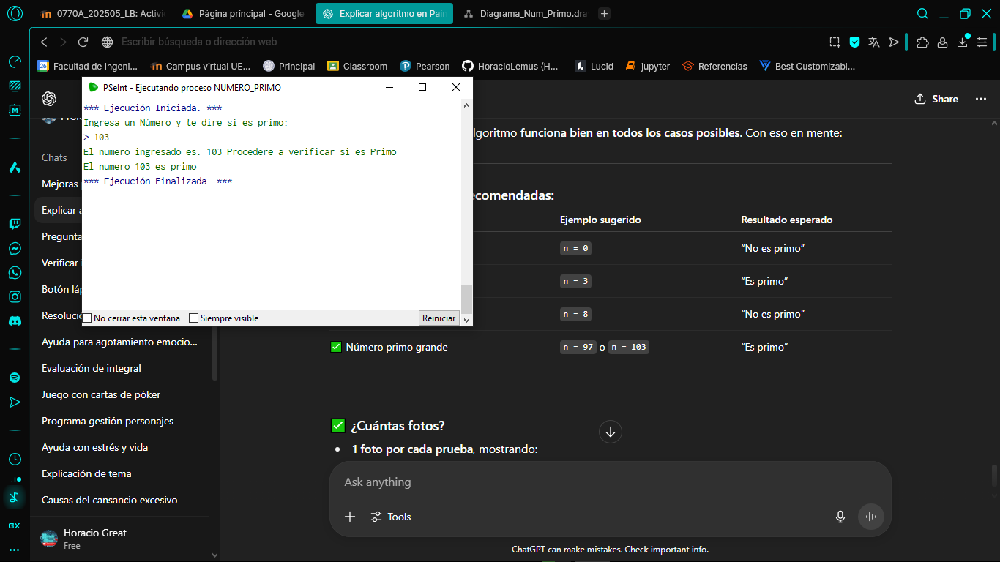 0770A_202505_LB: Activi
Página principal - Google
Explicar algoritmo en Pain
Diagrama_Num_Primo.dra
Escribir búsqueda o dirección web
Facultad de Ingeni...
Campus virtual UE...
Principal
Classroom
Pearson
HoracioLemus (H...
Lucid
jupyter
Referencias
Best Customizabl...
PSeInt - Ejecutando proceso NUMERO_PRIMO
*** Ejecución Iniciada. ***
Ingresa un Número y te dire si es primo:
> 103
El numero ingresado es: 103 Procedere a verificar si es Primo
El numero 103 es primo
*** Ejecución Finalizada. ***
No cerrar esta ventana
Siempre visible
Reiniciar
Share
Chats
Mejoras
Explicar a
Pregunta
Verificar
Botón láp
Resolució
Ayuda para agotamiento emocio...
Evaluación de integral
Juego con cartas de póker
Programa gestión personajes
Ayuda con estrés y vida
Explicación de tema
Causas del cansancio excesivo
Horacio Great
Free
GX
lgoritmo funciona bien en todos los casos posibles. Con eso en mente:
ecomendadas:
Ejemplo sugerido Resultado esperado
n = 0 “No es primo”
n = 3 “Es primo”
n = 8 “No es primo”
✅ Número primo grande n = 97 o n = 103 “Es primo”
✅ ¿Cuántas fotos?
• 1 foto por cada prueba, mostrando:
Ask anything
Tools
ChatGPT can make mistakes. Check important info.